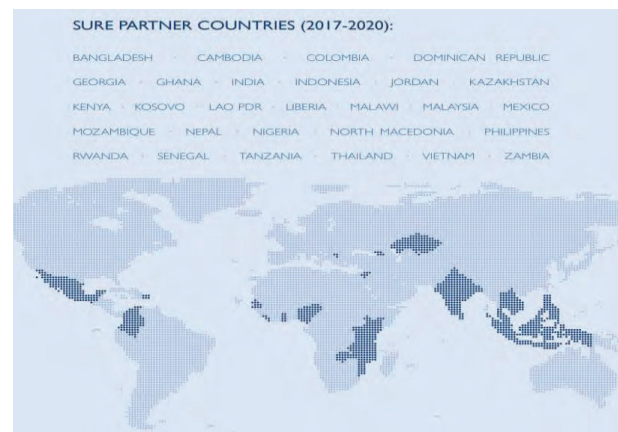 SURE PARTNER COUNTRIES (2017-2020):
BANGLADESH · CAMBODIA · COLOMBIA · DOMINICAN REPUBLIC
GEORGIA · GHANA · INDIA · INDONESIA · JORDAN · KAZAKHSTAN
KENYA · KOSOVO · LAO PDR · LIBERIA · MALAWI · MALAYSIA · MEXICO
MOZAMBIQUE · NEPAL · NIGERIA · NORTH MACEDONIA · PHILIPPINES
RWANDA · SENEGAL · TANZANIA · THAILAND · VIETNAM · ZAMBIA